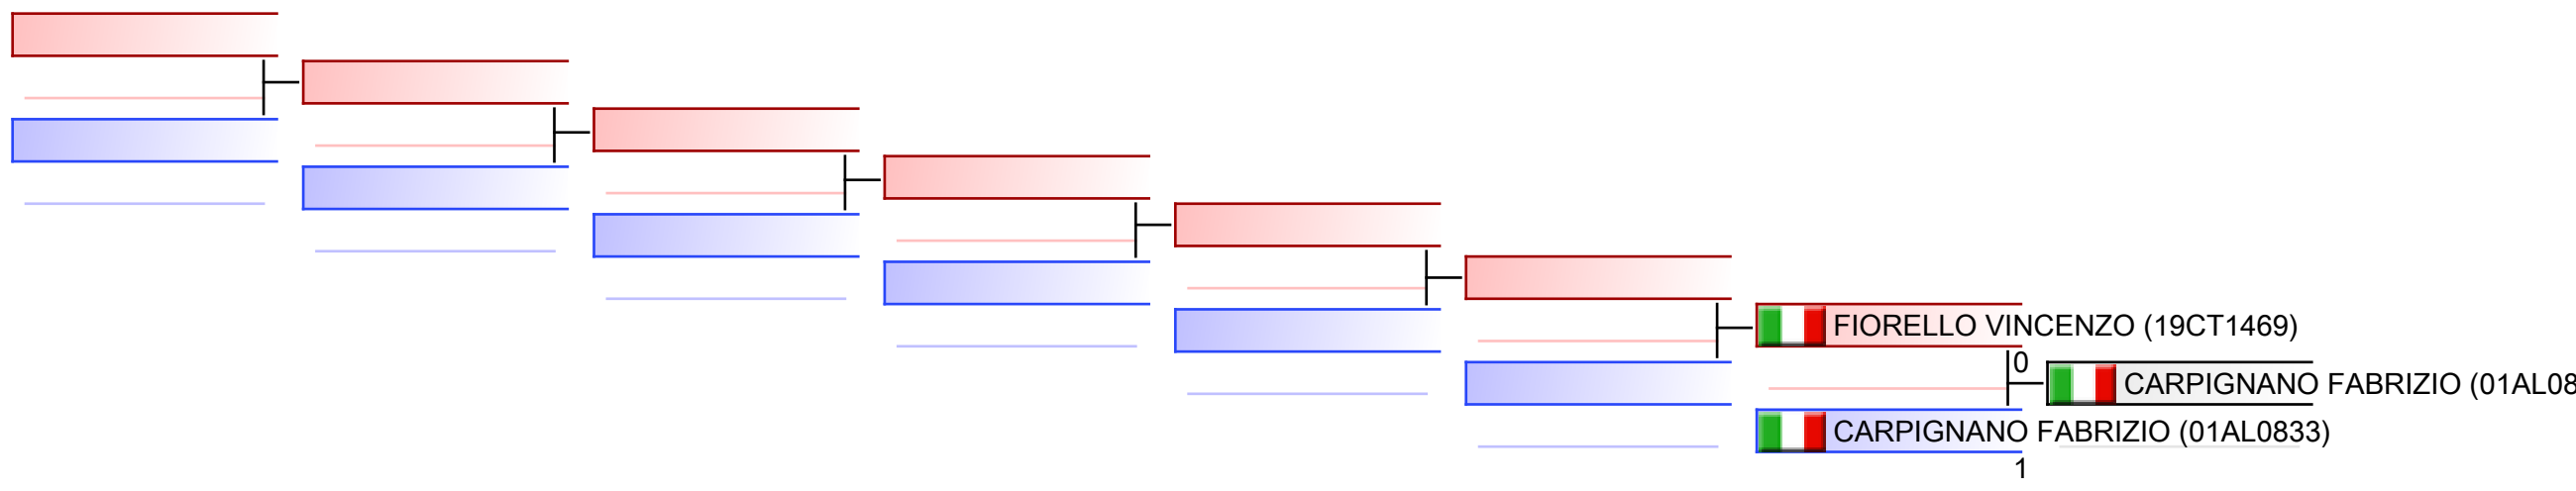 FIORELLO VINCENZO (19CT1469)
0
CARPIGNANO FABRIZIO (01AL08
CARPIGNANO FABRIZIO (01AL0833)
1